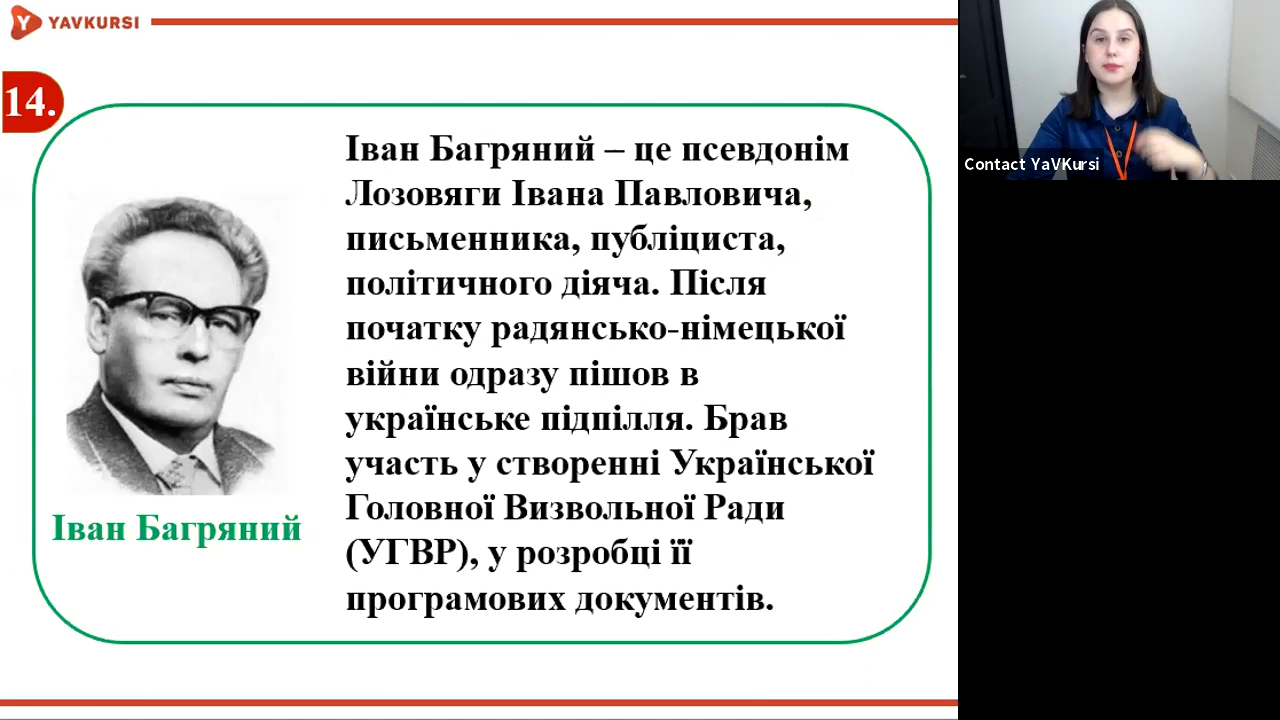 YAVKURSI
14.
Іван Багряний – це псевдонім
Лозовяги Івана Павловича,
письменника, публіциста,
політичного діяча. Після
початку радянсько-німецької
війни одразу пішов в
українське підпілля. Брав
участь у створенні Української
Головної Визвольної Ради
(УГВР), у розробці її
програмових документів.
Іван Багряний
Contact YaVKursi